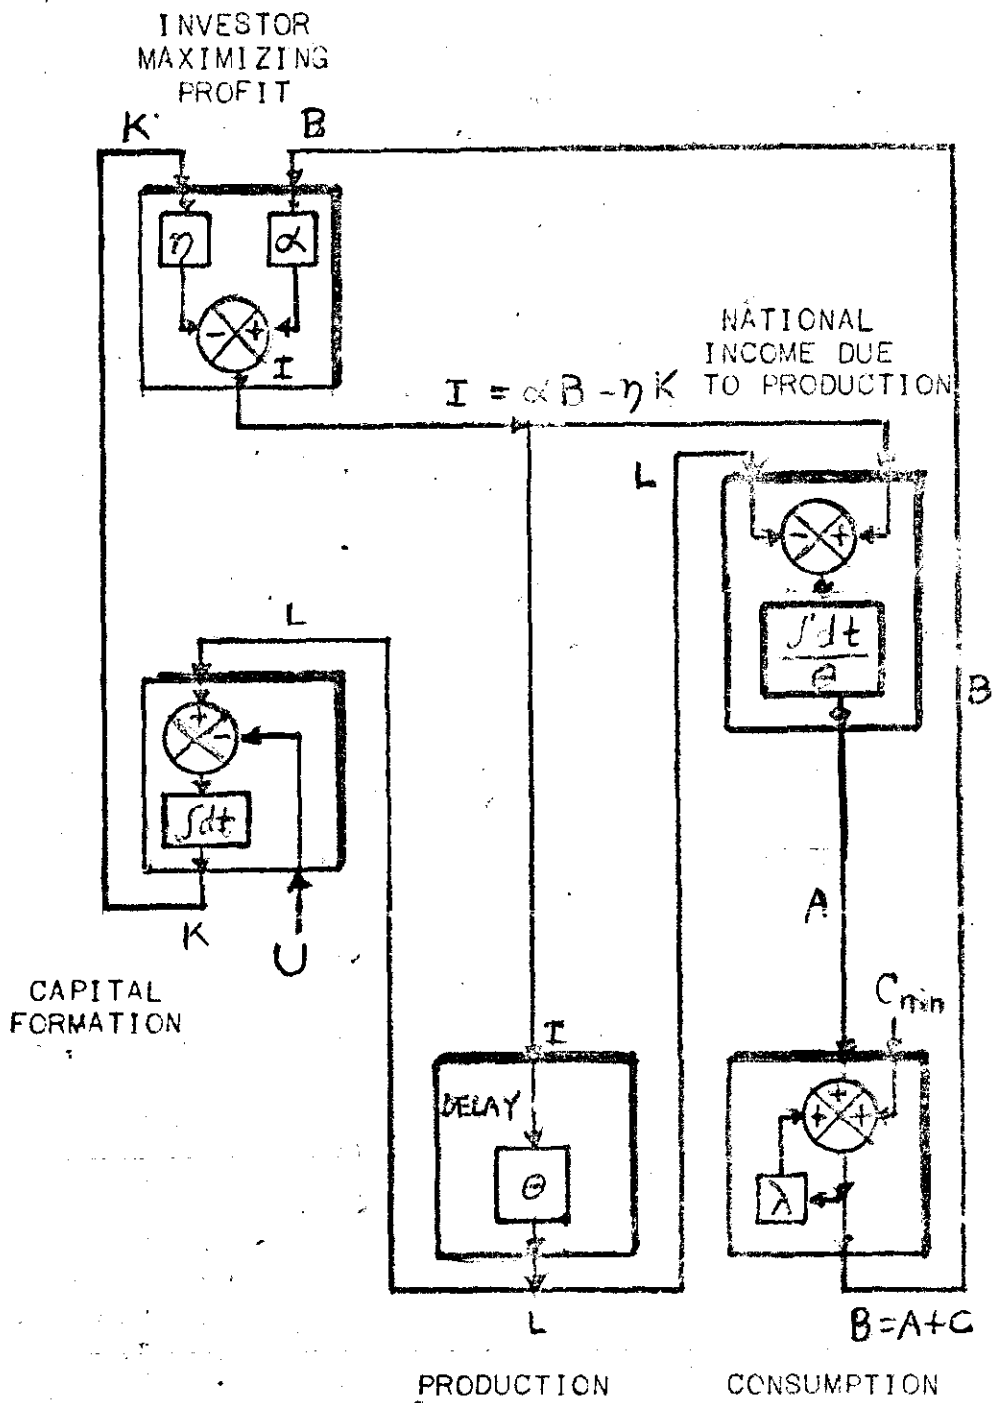 INVESTOR
MAXIMIZING
PROFIT
K
B
η
α
-
+
I
NATIONAL
INCOME DUE
TO PRODUCTION
I = αB - ηK
L
-
+
∫dt
θ
B
L
+
-
∫dt
K
U
CAPITAL
FORMATION
A
Cmin
I
DELAY
θ
L
+
+
+
λ
B=A+C
PRODUCTION
CONSUMPTION